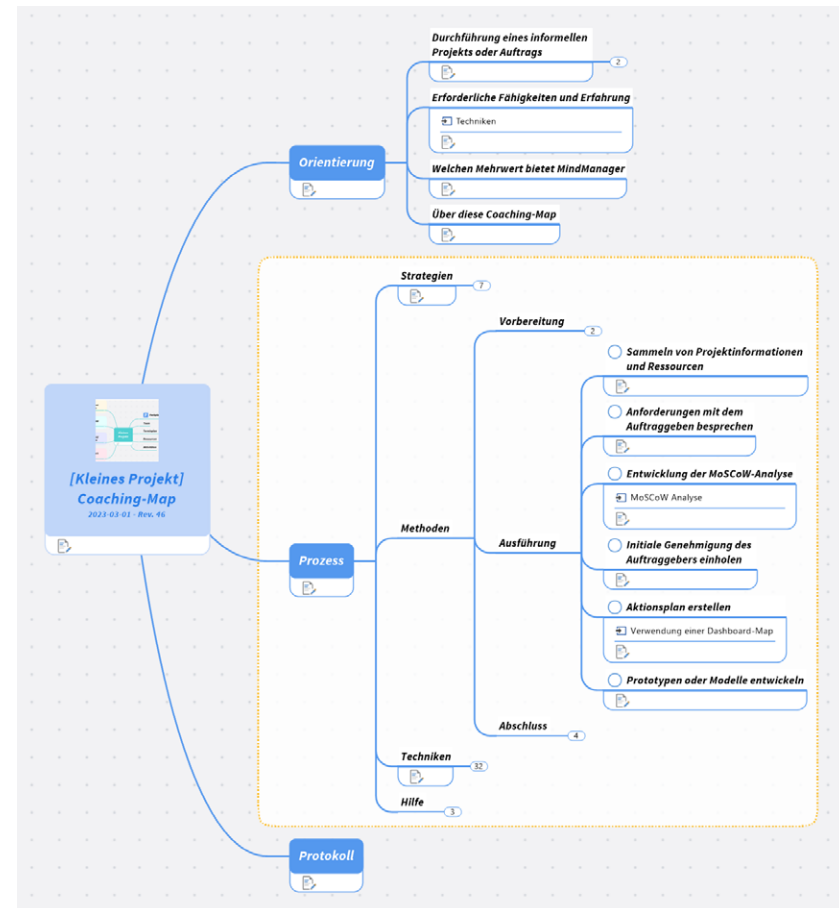 Durchführung eines informellen
Projekts oder Auftrags
2
Erforderliche Fähigkeiten und Erfahrung
Techniken
Orientierung
Welchen Mehrwert bietet MindManager
Über diese Coaching-Map
Strategien
7
Vorbereitung
2
Sammeln von Projektinformationen
und Ressourcen
Anforderungen mit dem
Auftraggeben besprechen
[Kleines Projekt]
Coaching-Map
2023-03-01 - Rev. 46
Entwicklung der MoSCoW-Analyse
MoSCoW Analyse
Methoden
Ausführung
Initiale Genehmigung des
Auftraggebers einholen
Prozess
Aktionsplan erstellen
Verwendung einer Dashboard-Map
Prototypen oder Modelle entwickeln
Abschluss
4
Techniken
32
Hilfe
3
Protokoll